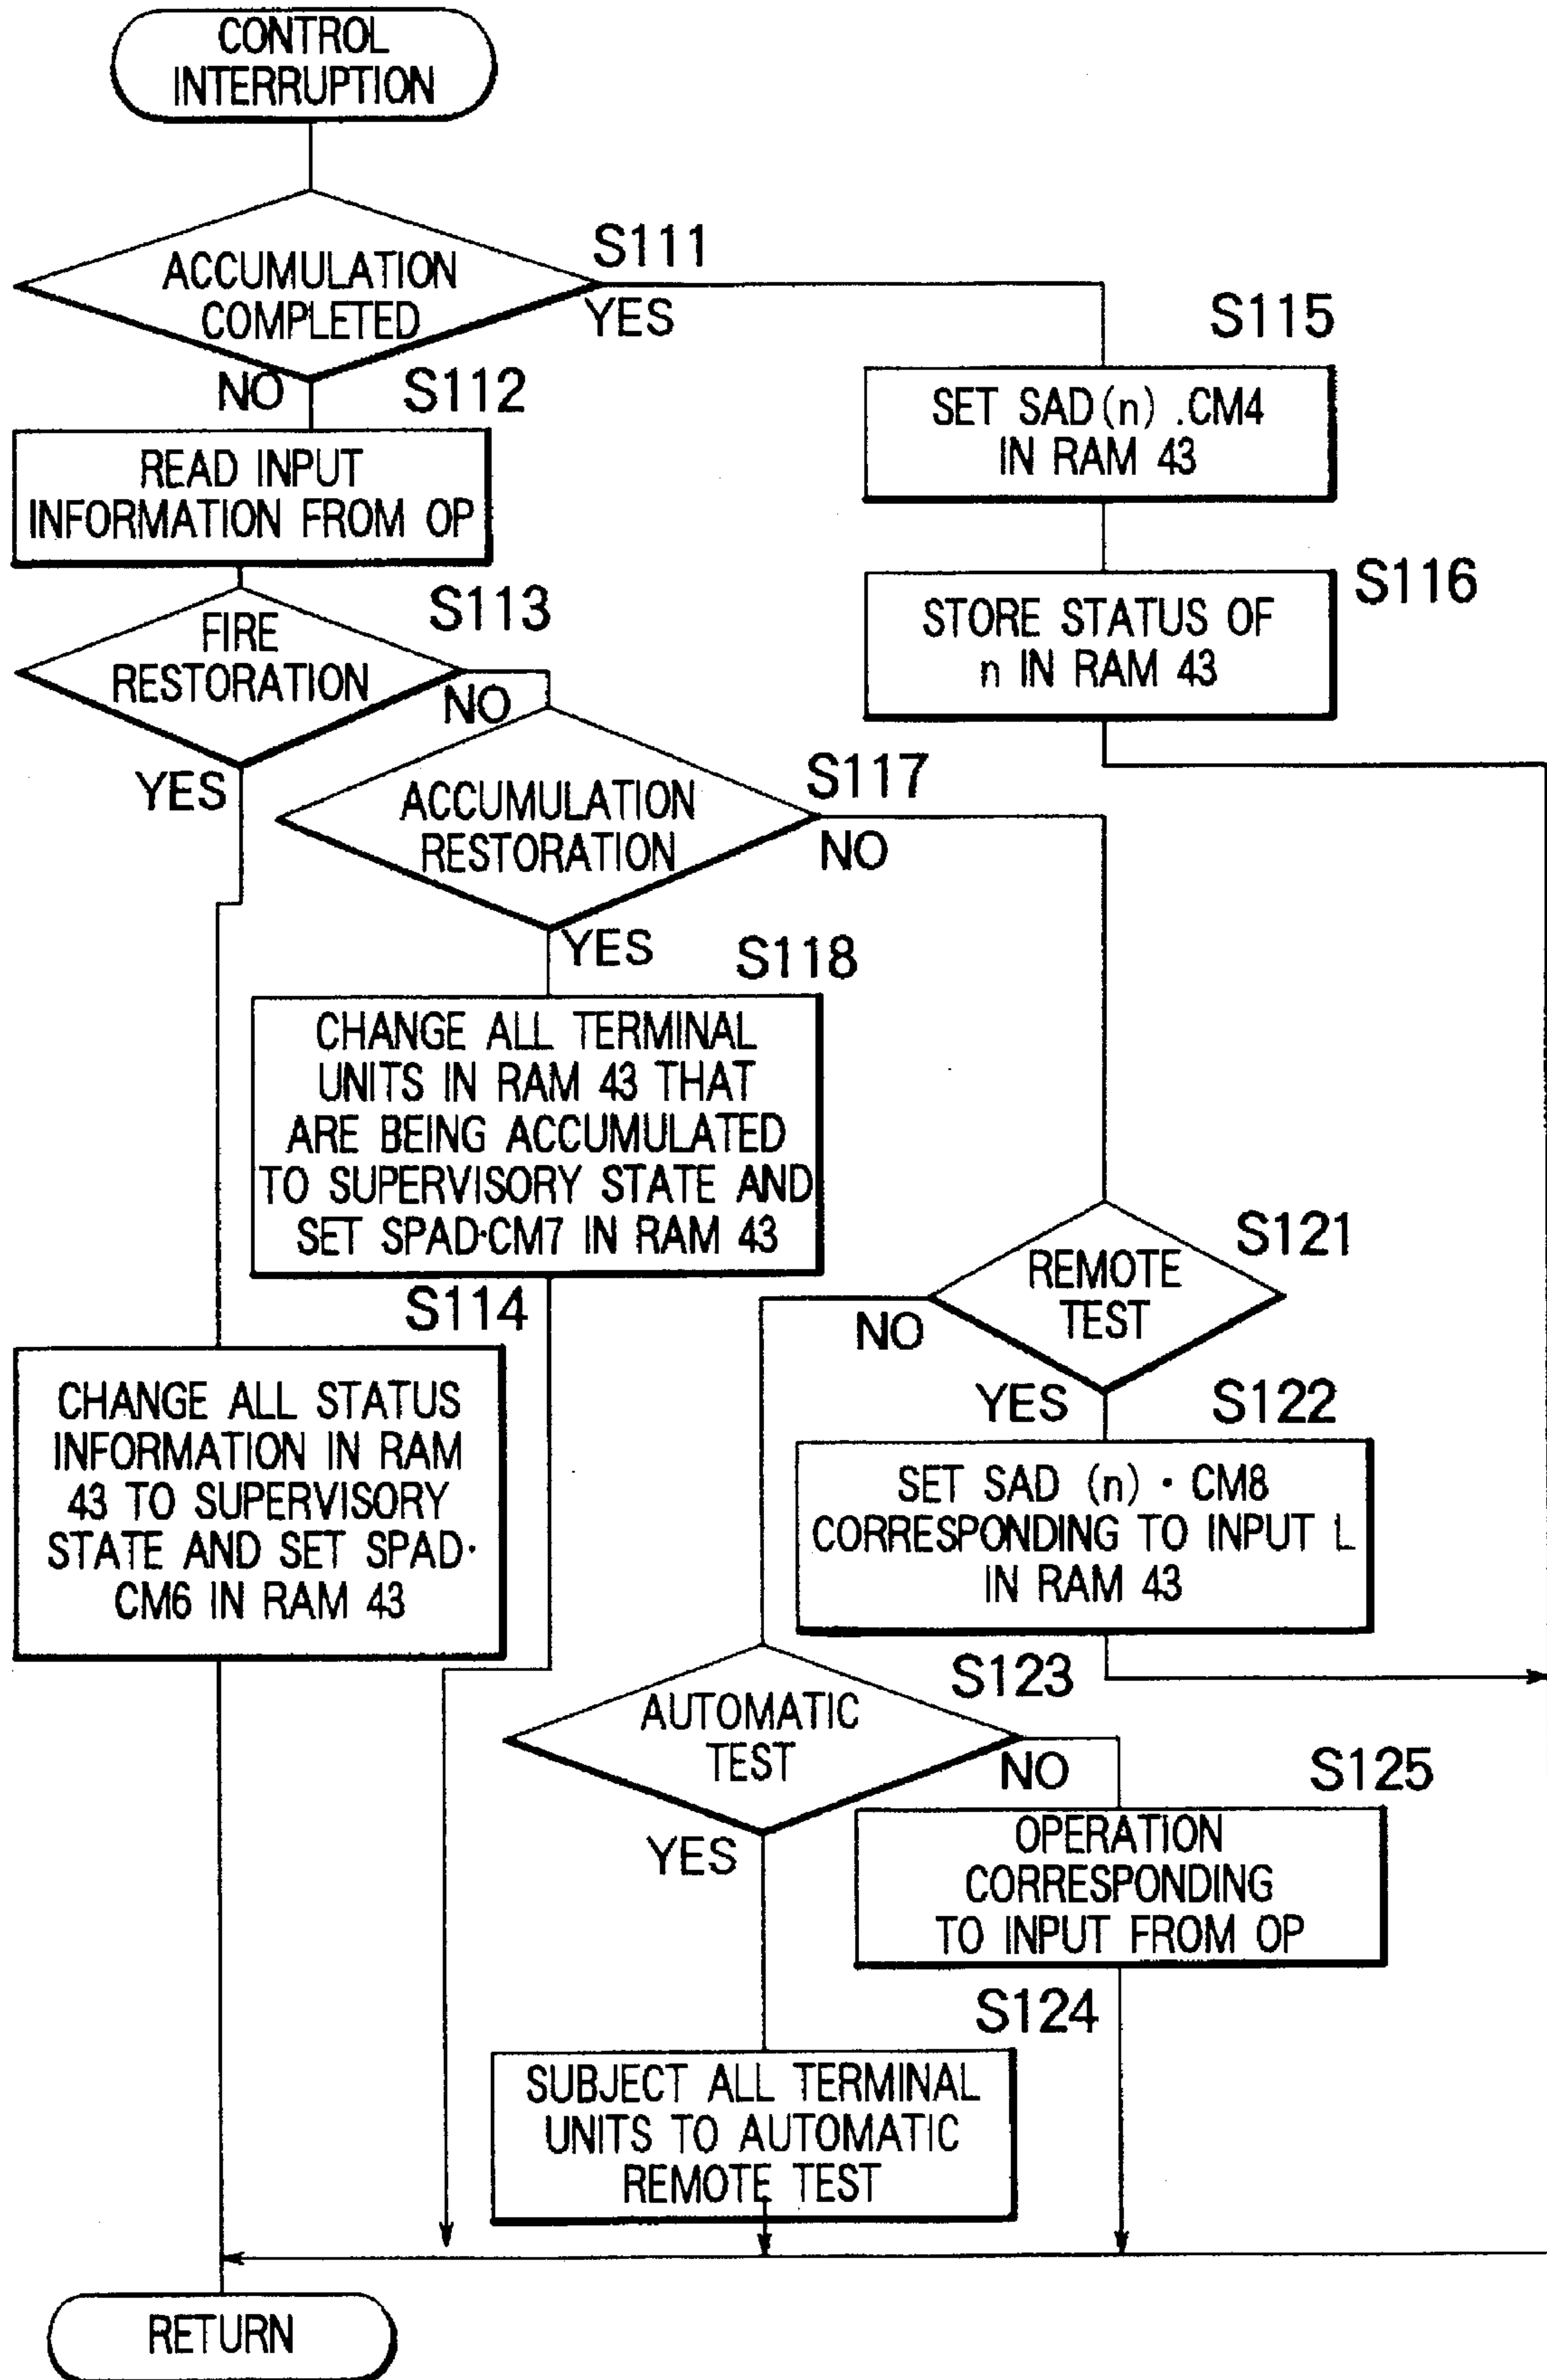 CONTROL
INTERRUPTION
ACCUMULATION
COMPLETED
S111
YES
NO
S112
READ INPUT
INFORMATION FROM OP
S115
SET SAD(n) .CM4
IN RAM 43
S116
STORE STATUS OF
n IN RAM 43
FIRE
RESTORATION
S113
NO
YES
ACCUMULATION
RESTORATION
S117
NO
YES
S118
CHANGE ALL TERMINAL
UNITS IN RAM 43 THAT
ARE BEING ACCUMULATED
TO SUPERVISORY STATE AND
SET SPAD·CM7 IN RAM 43
S114
CHANGE ALL STATUS
INFORMATION IN RAM
43 TO SUPERVISORY
STATE AND SET SPAD·
CM6 IN RAM 43
REMOTE
TEST
S121
NO
YES
S122
SET SAD (n) · CM8
CORRESPONDING TO INPUT L
IN RAM 43
AUTOMATIC
TEST
S123
NO
YES
S125
OPERATION
CORRESPONDING
TO INPUT FROM OP
S124
SUBJECT ALL TERMINAL
UNITS TO AUTOMATIC
REMOTE TEST
RETURN